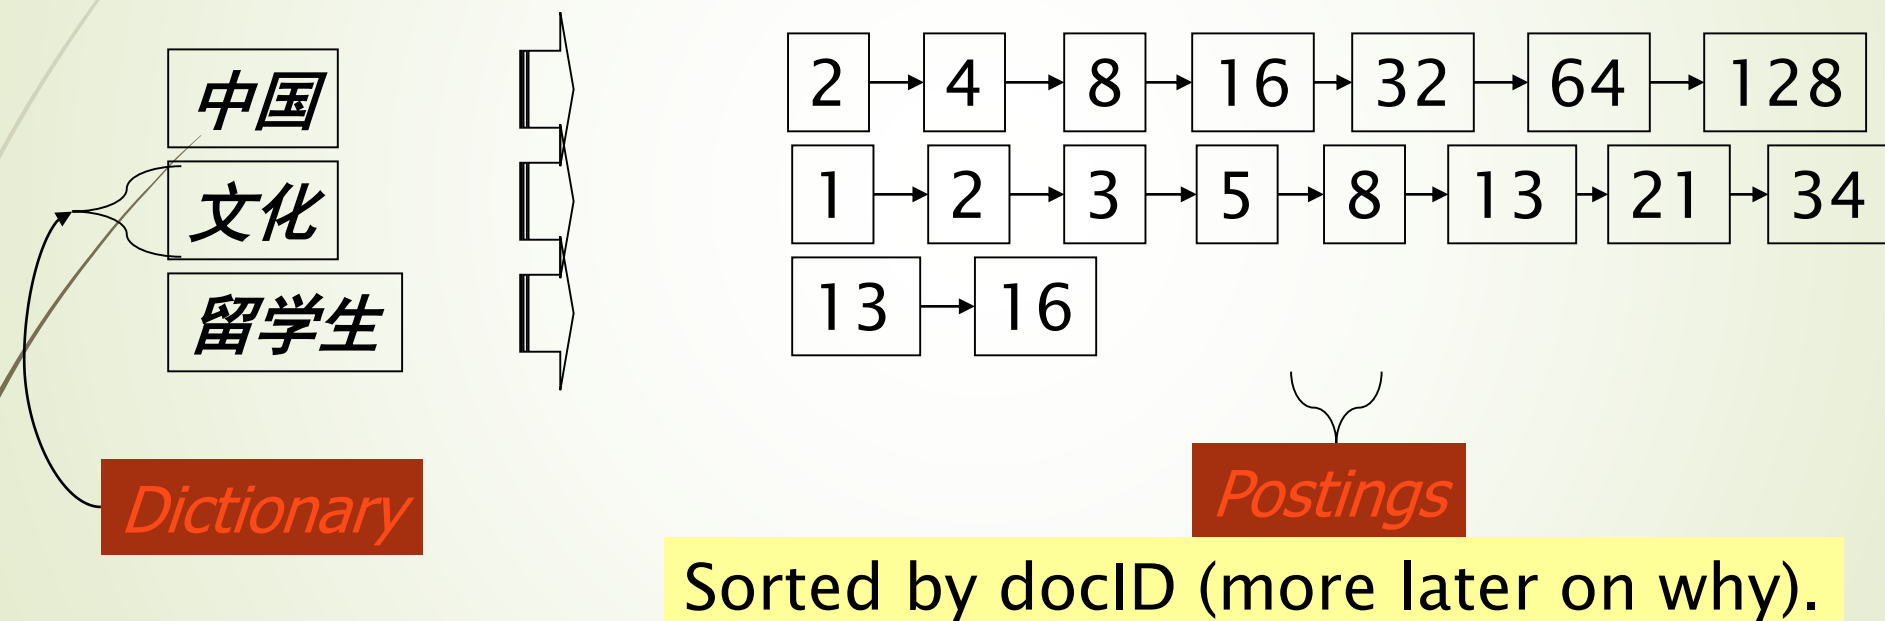 中国 2 4 8 16 32 64 128
文化 1 2 3 5 8 13 21 34
留学生 13 16
Dictionary Postings
Sorted by docID (more later on why).